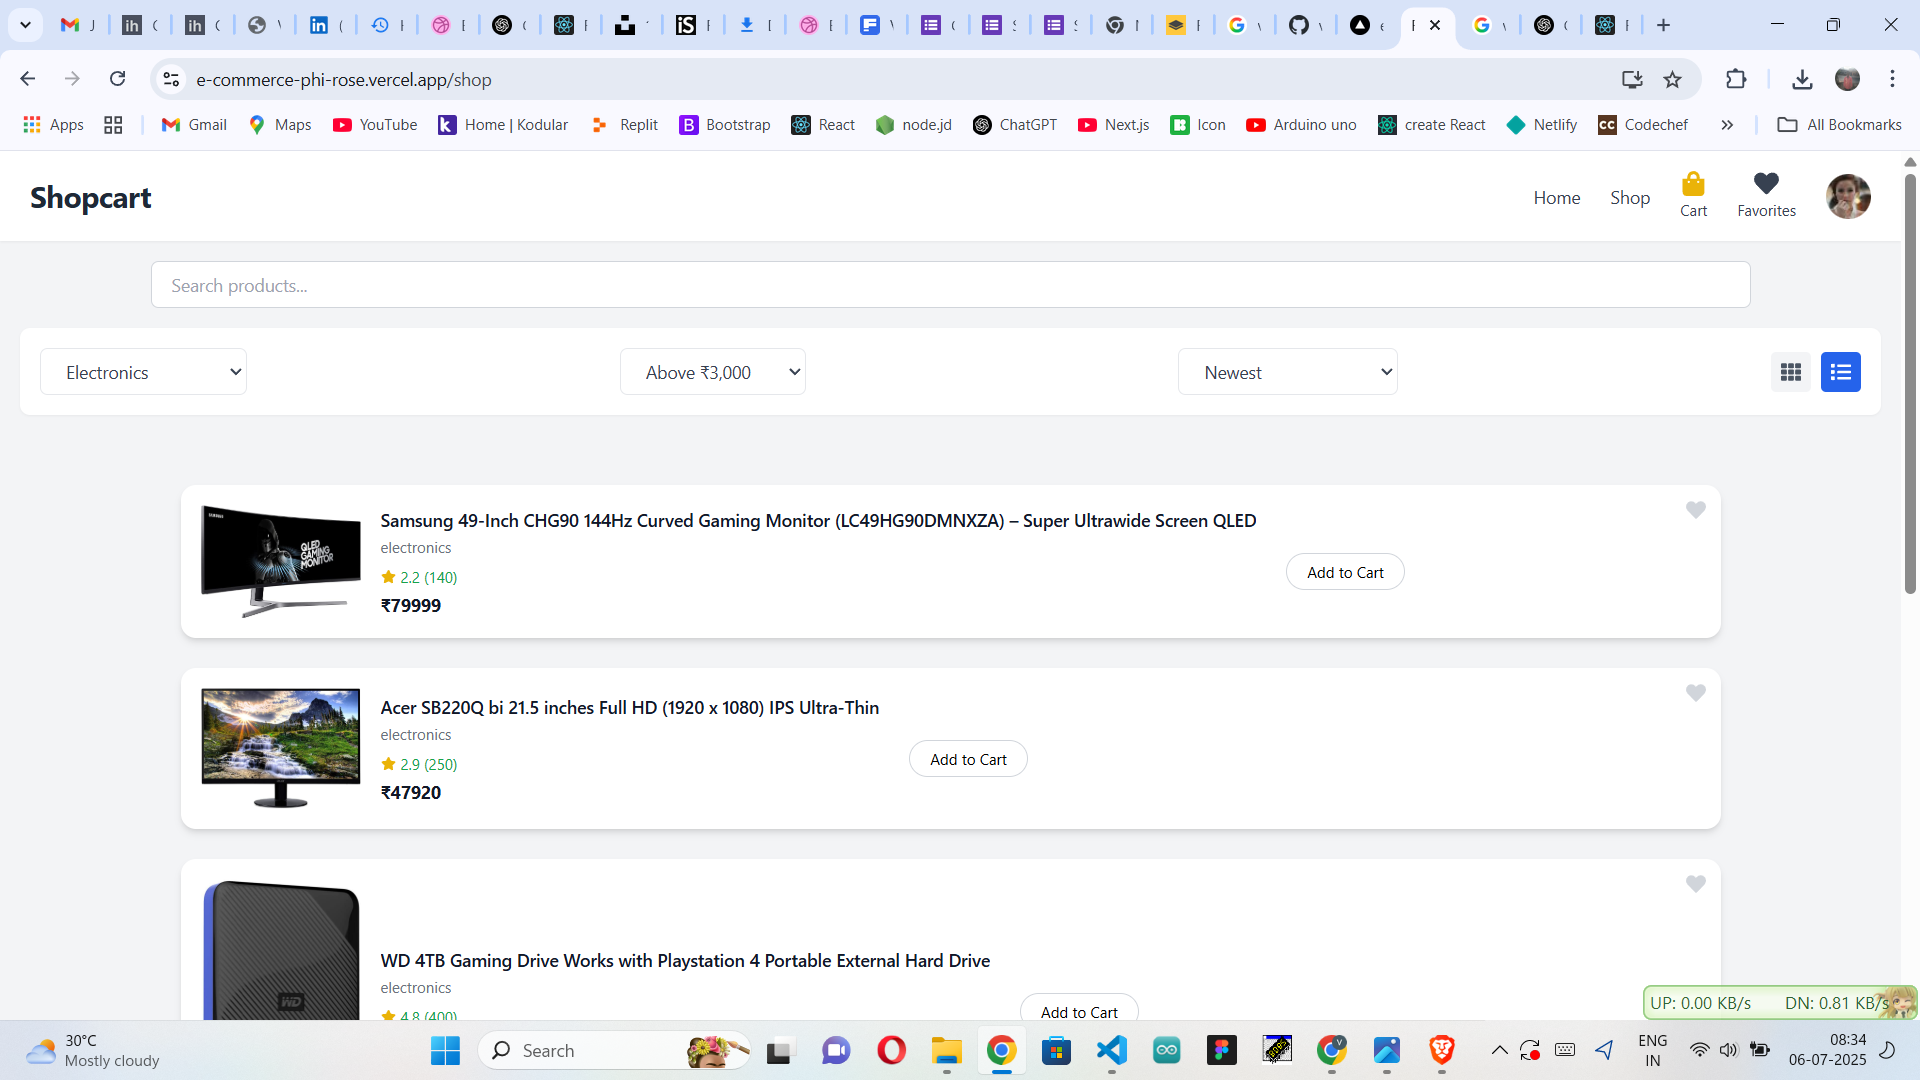 e-commerce-phi-rose.vercel.app/shop
Apps Gmail Maps YouTube Home | Kodular Replit Bootstrap React node.jd ChatGPT Next.js Icon Arduino uno create React Netlify Codechef » All Bookmarks
Shopcart
Home Shop Cart Favorites
Search products...
Electronics Above ₹3,000 Newest
SAMSUNG
QLED
GAMING
MONITOR
Samsung 49-Inch CHG90 144Hz Curved Gaming Monitor (LC49HG90DMNXZA) – Super Ultrawide Screen QLED
electronics
2.2 (140)
₹79999
Add to Cart
Acer SB220Q bi 21.5 inches Full HD (1920 x 1080) IPS Ultra-Thin
electronics
2.9 (250)
₹47920
Add to Cart
WD
WD 4TB Gaming Drive Works with Playstation 4 Portable External Hard Drive
electronics
4.8 (400)
Add to Cart
UP: 0.00 KB/s DN: 0.81 KB/s
30°C
Mostly cloudy
Search
ENG
IN
08:34
06-07-2025